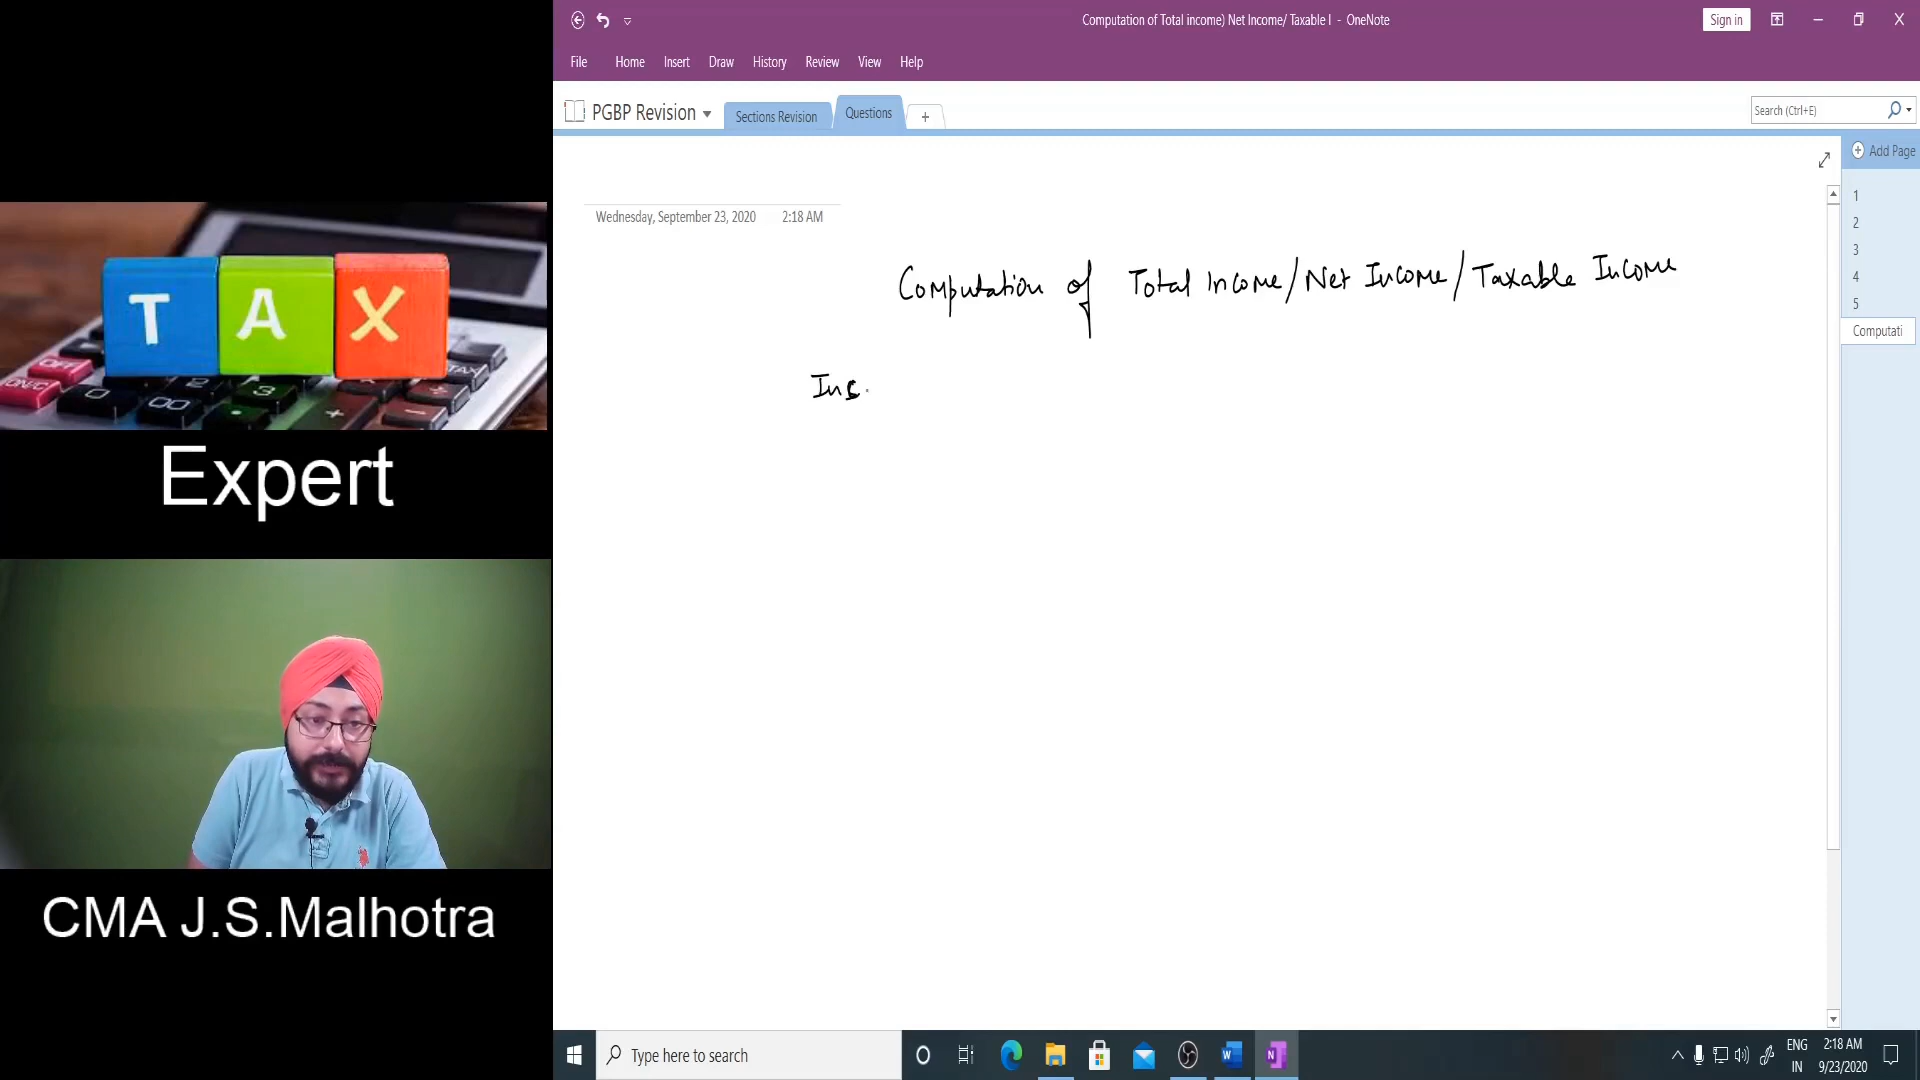 Computation of Total income) Net Income/ Taxable I - OneNote
Sign in
File Home Insert Draw History Review View Help
PGBP Revision
Sections Revision
Questions
+
Search (Ctrl+E)
Add Page
1
2
3
4
5
Computati
Wednesday, September 23, 2020 2:18 AM
Computation of Total Income/Net Income/Taxable Income
Inc
TAX
Expert
CMA J.S.Malhotra
Type here to search
ENG
IN
2:18 AM
9/23/2020